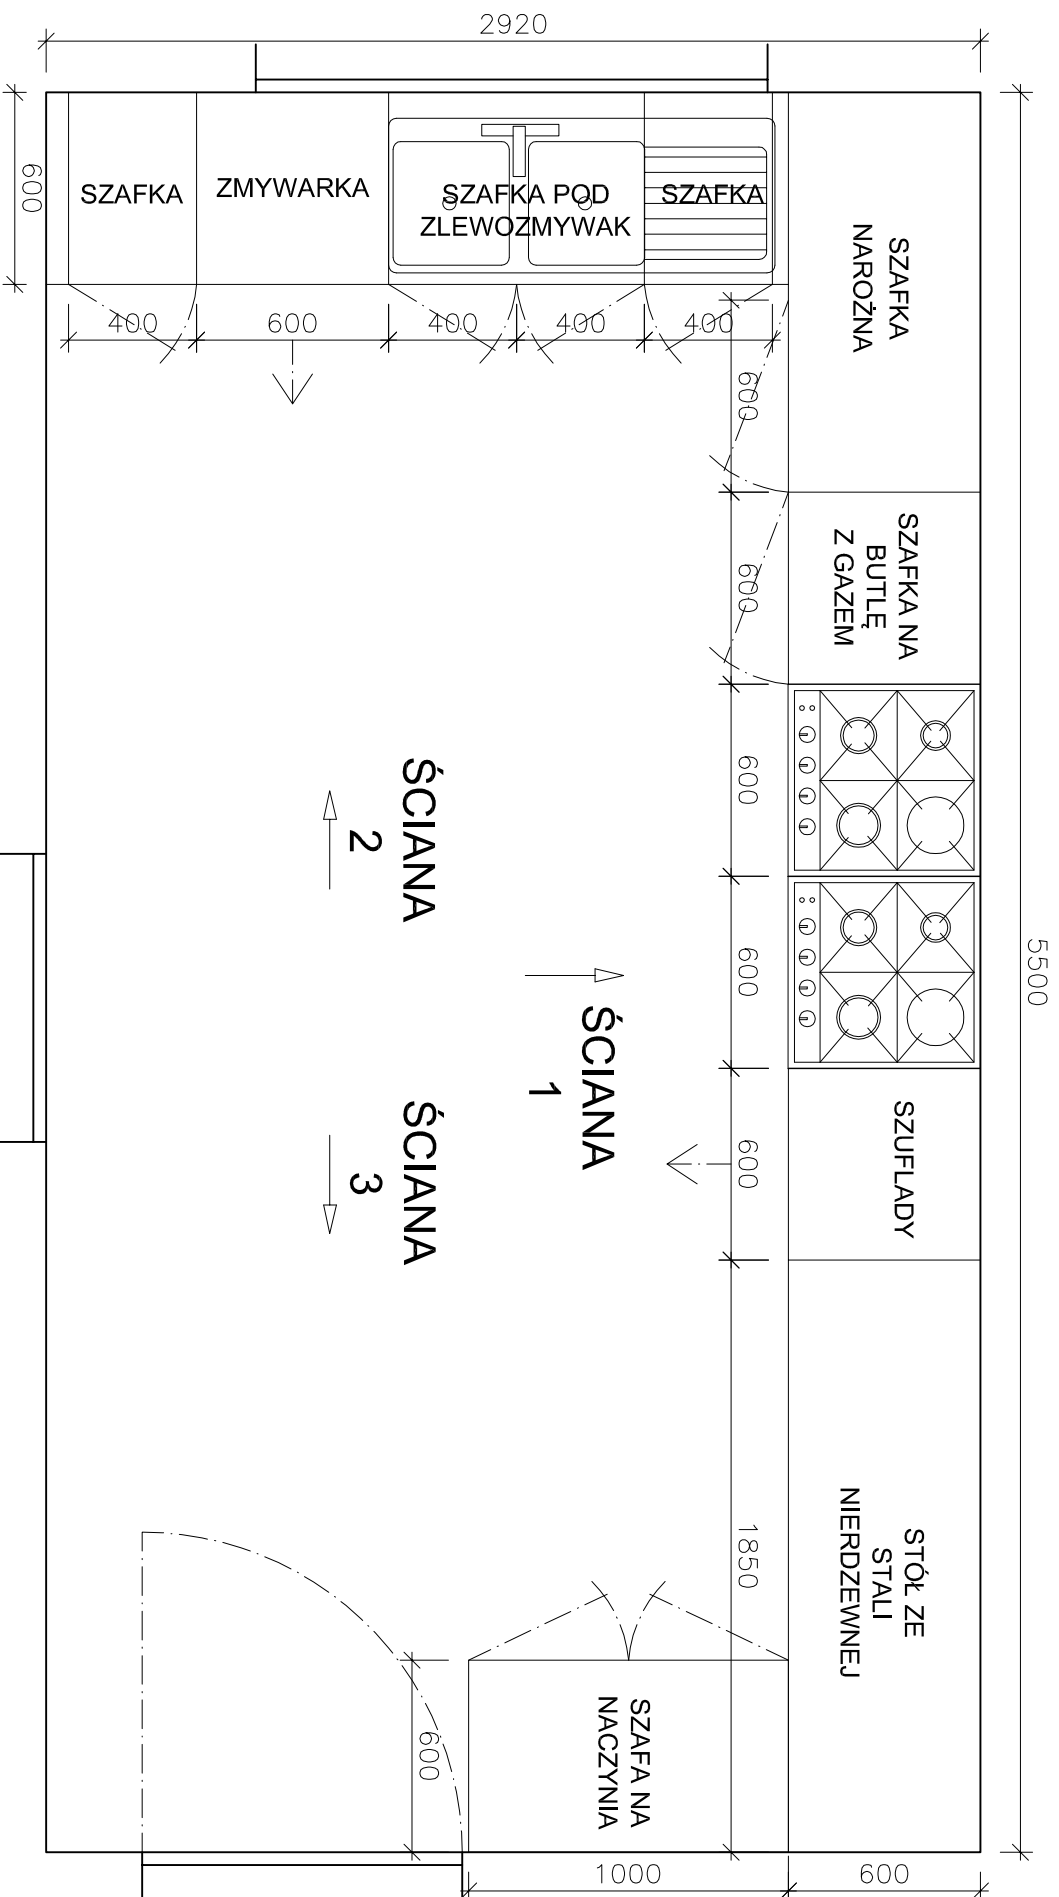 2920
600
SZAFKA
ZMYWARKA
SZAFKA POD
ZLEWOZMYWAK
SZAFKA
400
600
400
400
400
SZAFKA
NAROŻNA
600
SZAFKA NA
BUTLĘ
Z GAZEM
600
600
600
5500
ŚCIANA
2
ŚCIANA
1
ŚCIANA
3
SZUFLADY
600
STÓŁ ZE
STALI
NIERDZEWNEJ
1850
SZAFA NA
NACZYNIA
600
1000
600